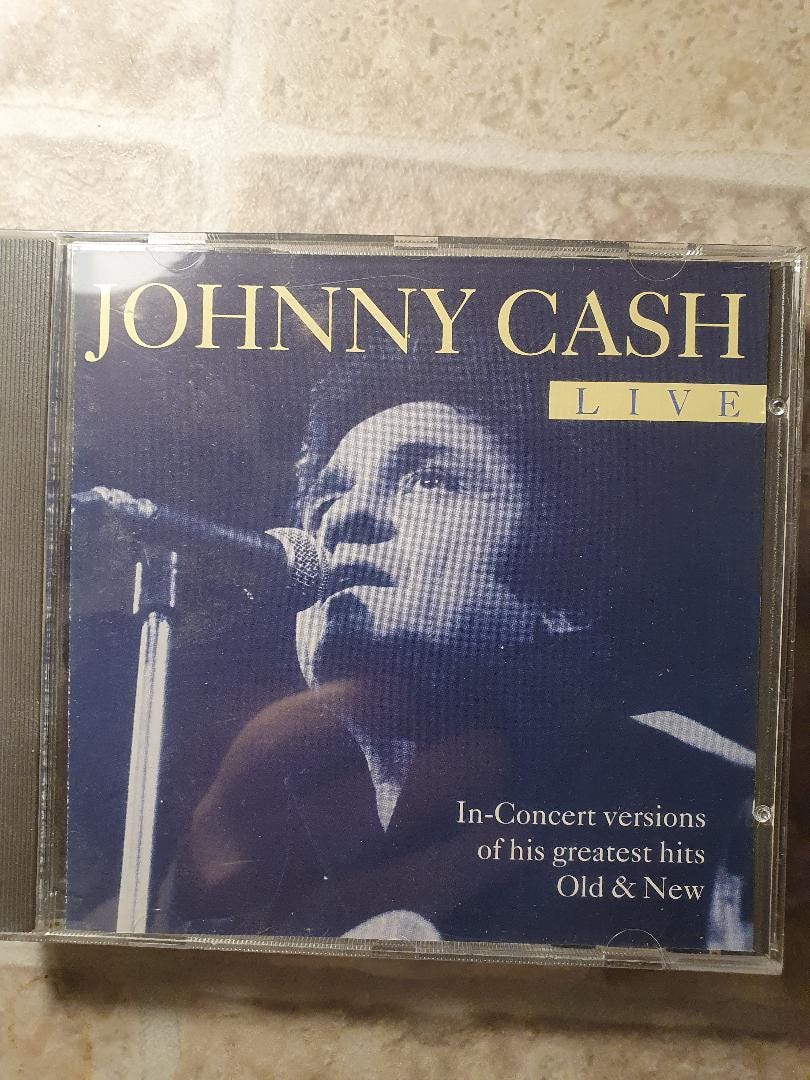 JOHNNY CASH
LIVE
In-Concert versions
of his greatest hits
Old & New